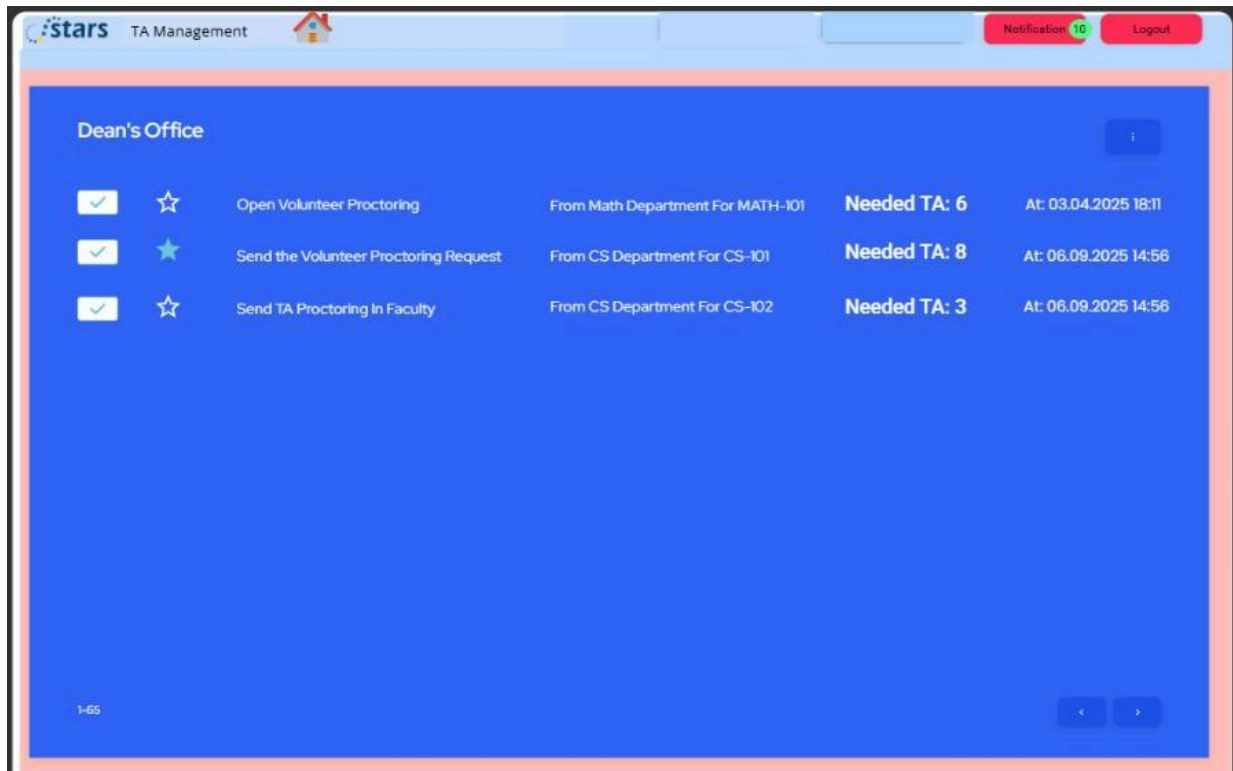 stars TA Management Notification 10 Logout
Dean's Office
Open Volunteer Proctoring From Math Department For MATH-101 Needed TA: 6 At: 03.04.2025 18:11
Send the Volunteer Proctoring Request From CS Department For CS-101 Needed TA: 8 At: 06.09.2025 14:56
Send TA Proctoring In Faculty From CS Department For CS-102 Needed TA: 3 At: 06.09.2025 14:56
1-65